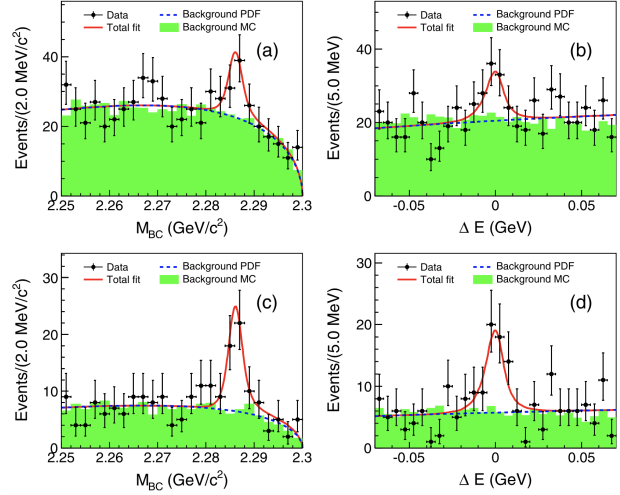 Data
Background PDF
Total fit
Background MC
(a)
Events/(2.0 MeV/c²)
0
20
40
2.25
2.26
2.27
2.28
2.29
2.3
M_BC (GeV/c²)
Data
Background PDF
Total fit
Background MC
(b)
Events/(5.0 MeV)
0
20
40
-0.05
0
0.05
Δ E (GeV)
Data
Background PDF
Total fit
Background MC
(c)
Events/(2.0 MeV/c²)
0
10
20
30
2.25
2.26
2.27
2.28
2.29
2.3
M_BC (GeV/c²)
Data
Background PDF
Total fit
Background MC
(d)
Events/(5.0 MeV)
0
10
20
30
-0.05
0
0.05
Δ E (GeV)